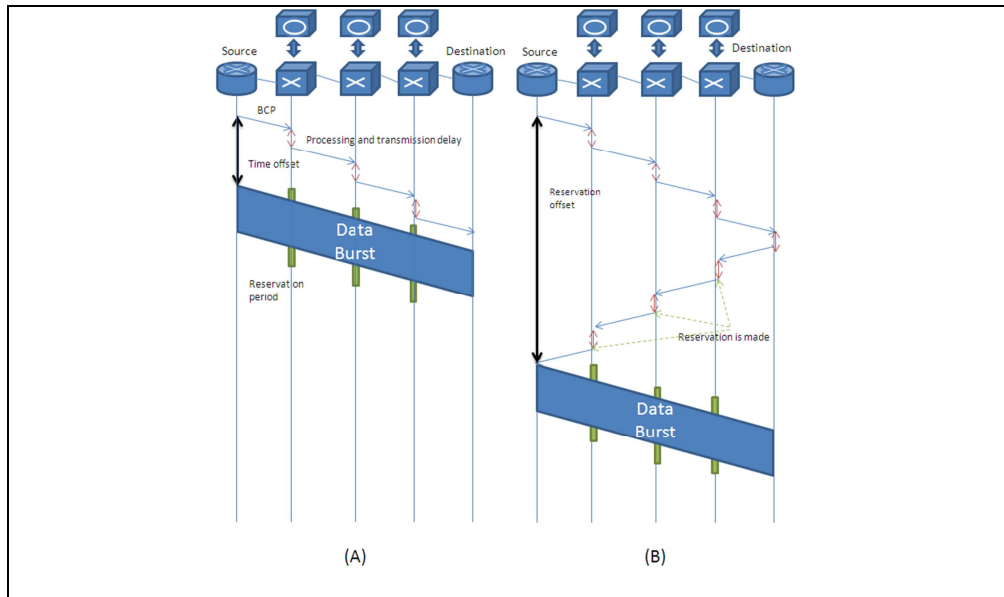 Source
Destination
BCP
Processing and transmission delay
Time offset
Data
Burst
Reservation
period
(A)
Source
Destination
Reservation
offset
Reservation is made
Data
Burst
(B)